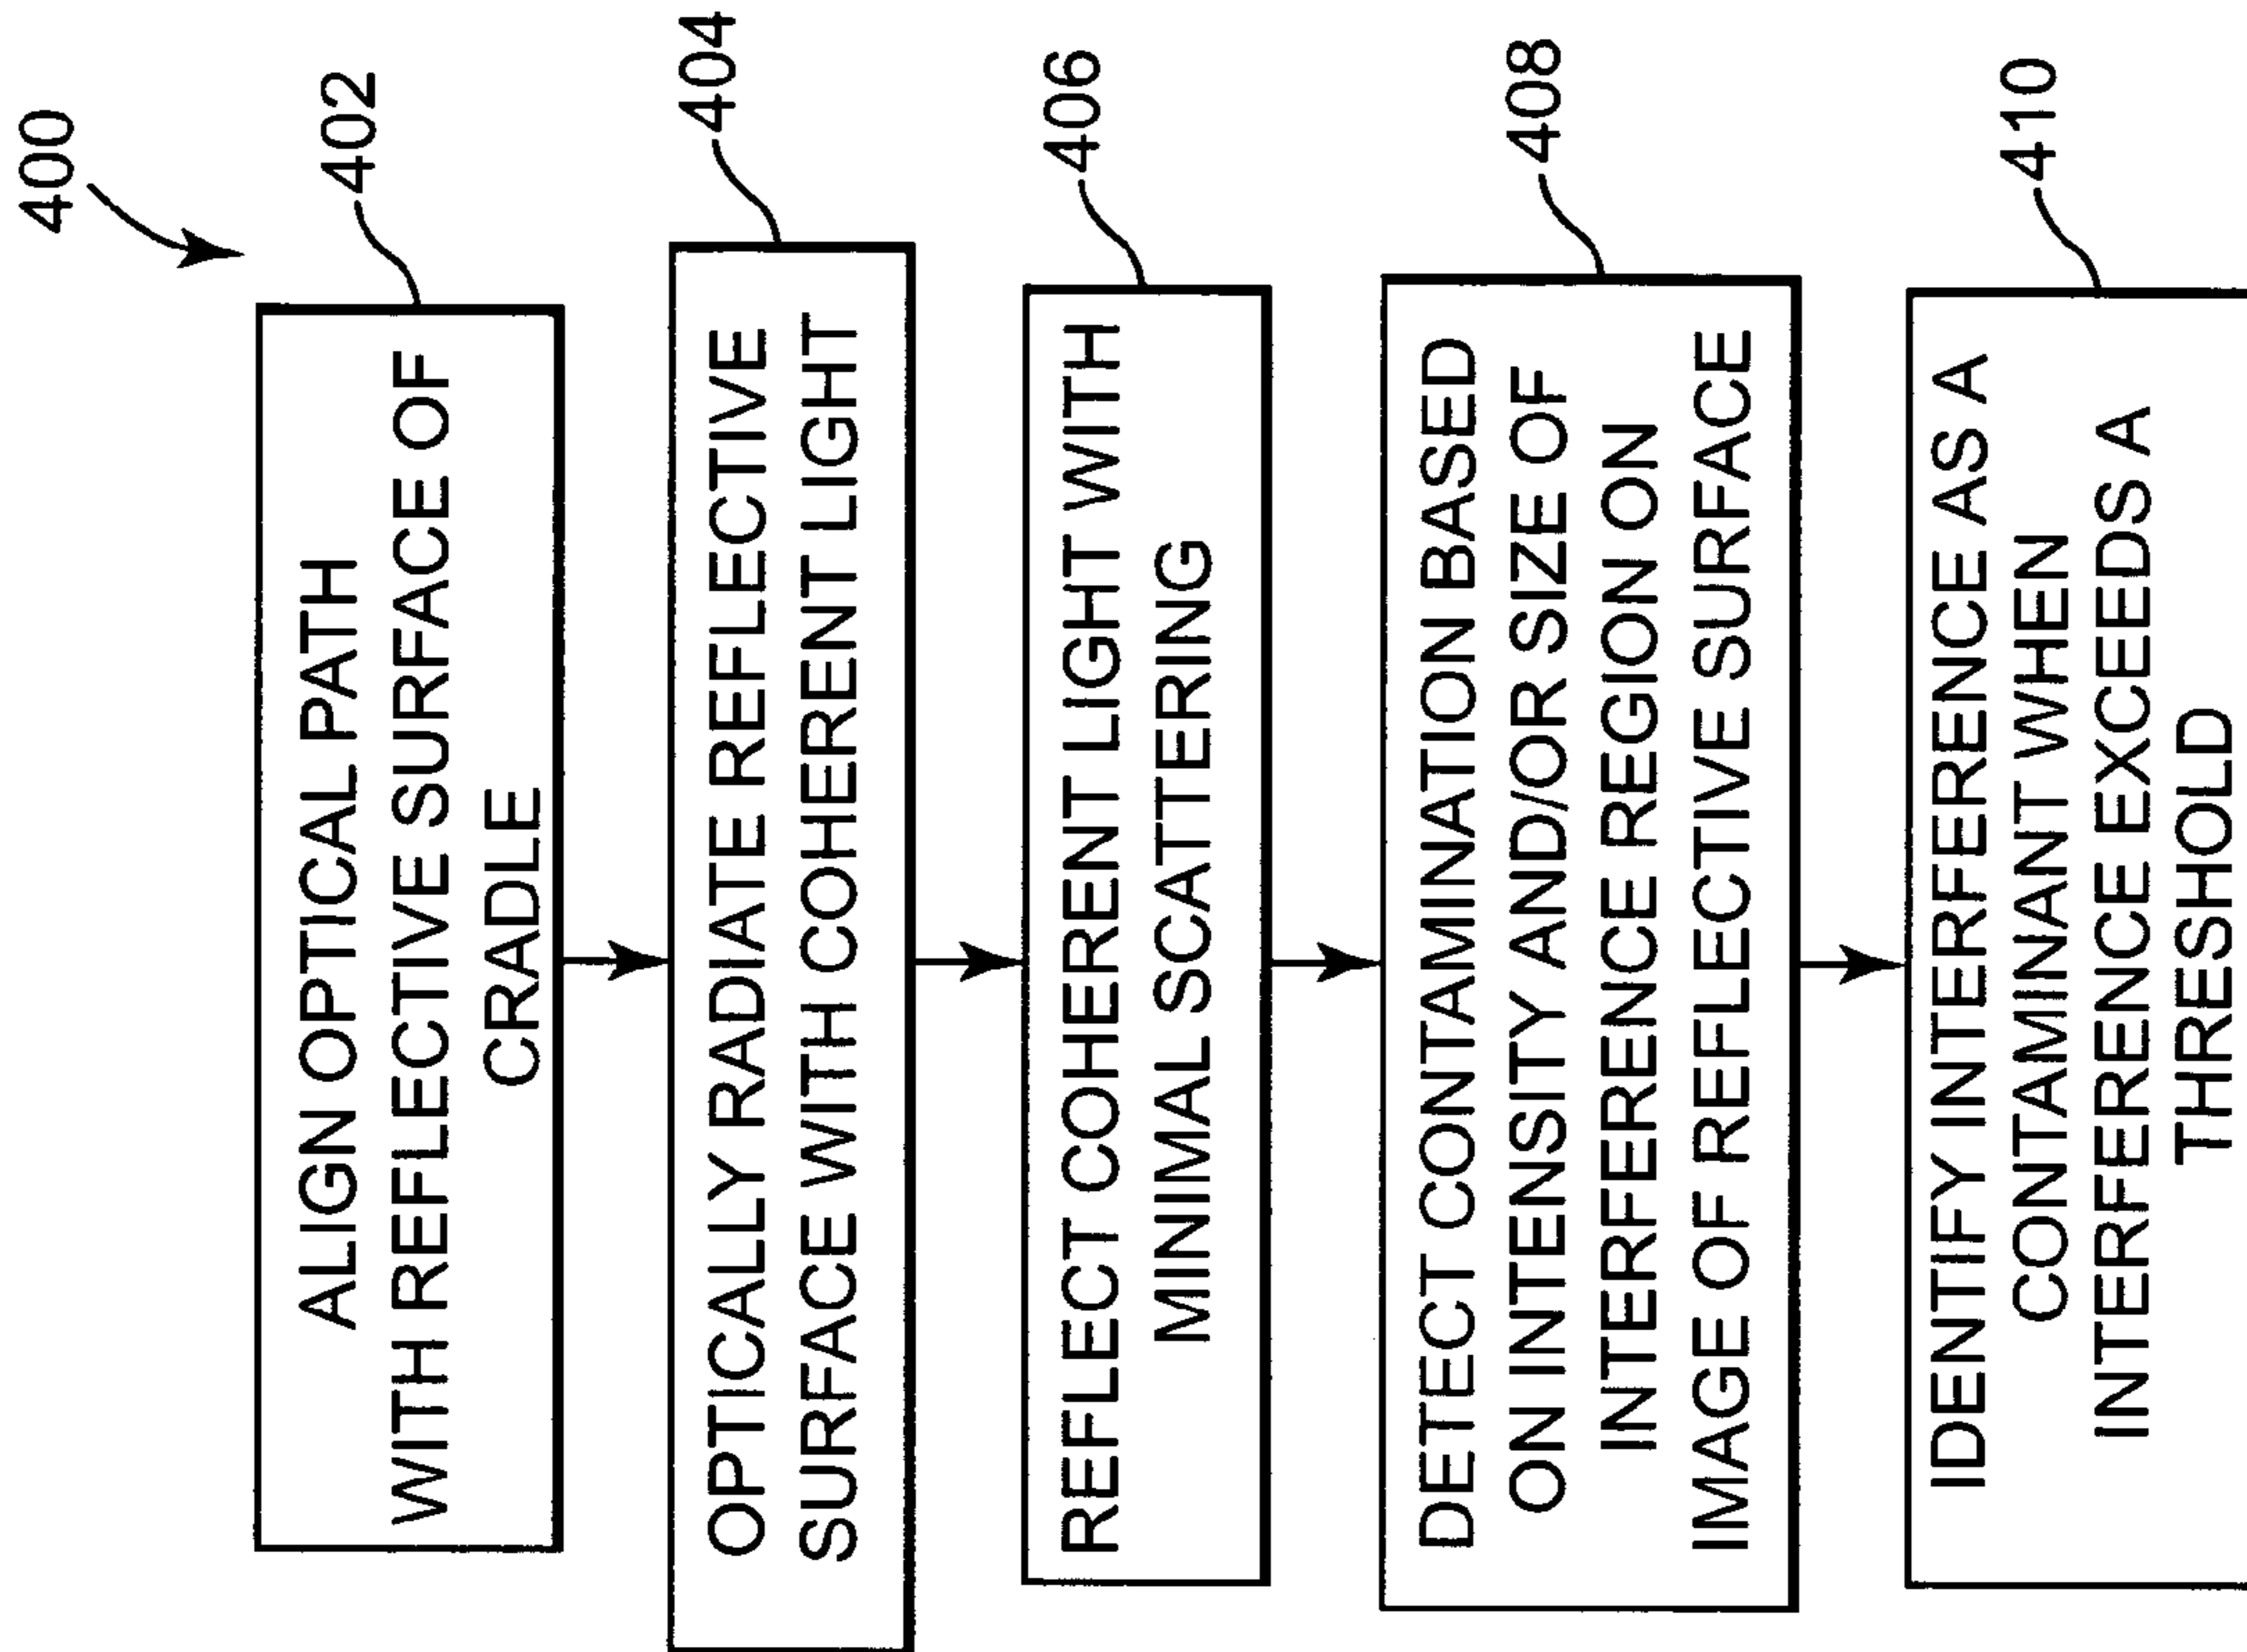 400
ALIGN OPTICAL PATH
WITH REFLECTIVE SURFACE OF
CRADLE
402
OPTICALLY RADIATE REFLECTIVE
SURFACE WITH COHERENT LIGHT
404
REFLECT COHERENT LIGHT WITH
MINIMAL SCATTERING
406
DETECT CONTAMINATION BASED
ON INTENSITY AND/OR SIZE OF
INTERFERENCE REGION ON
IMAGE OF REFLECTIVE SURFACE
408
IDENTIFY INTERFERENCE AS A
CONTAMINANT WHEN
INTERFERENCE EXCEEDS A
THRESHOLD
410